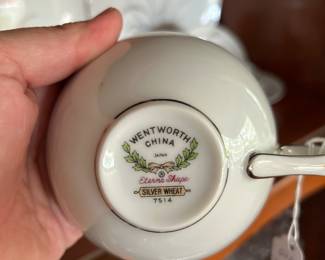 WENTWORTH
CHINA
JAPAN
®
Eterna Shape
SILVER WHEAT
7514